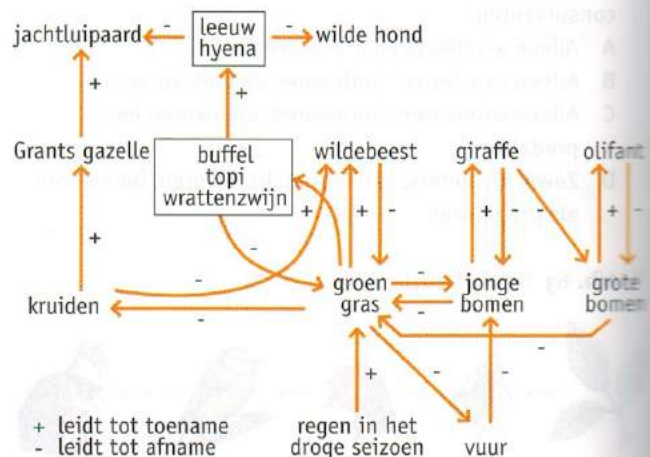 jachtluipaard
leeuw
hyena
wilde hond
Grants gazelle
buffel
topi
wrattenzwijn
wildebeest
giraffe
olifant
kruiden
groen
gras
jonge
bomen
grote
bomen
+ leidt tot toename
- leidt tot afname
regen in het
droge seizoen
vuur